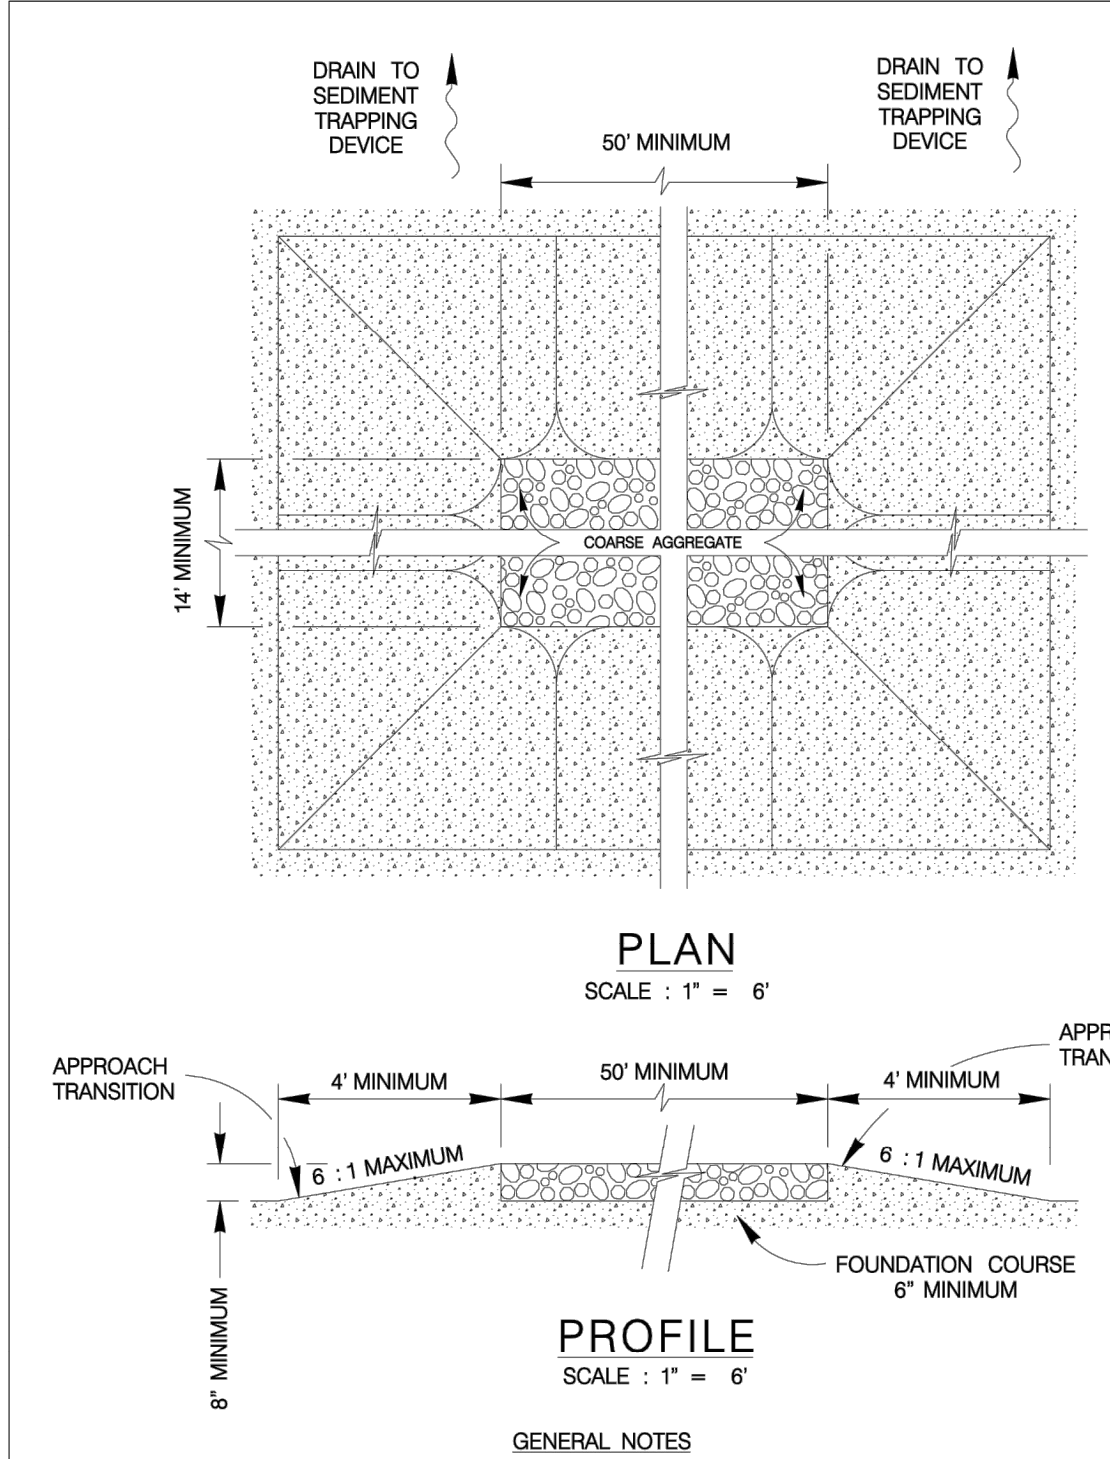 DRAIN TO
SEDIMENT
TRAPPING
DEVICE
DRAIN TO
SEDIMENT
TRAPPING
DEVICE
50' MINIMUM
14' MINIMUM
COARSE AGGREGATE
PLAN
SCALE : 1" = 6'
APPROACH
TRANSITION
4' MINIMUM
50' MINIMUM
4' MINIMUM
APPR
TRAN
6 : 1 MAXIMUM
6 : 1 MAXIMUM
8" MINIMUM
FOUNDATION COURSE
6" MINIMUM
PROFILE
SCALE : 1" = 6'
GENERAL NOTES